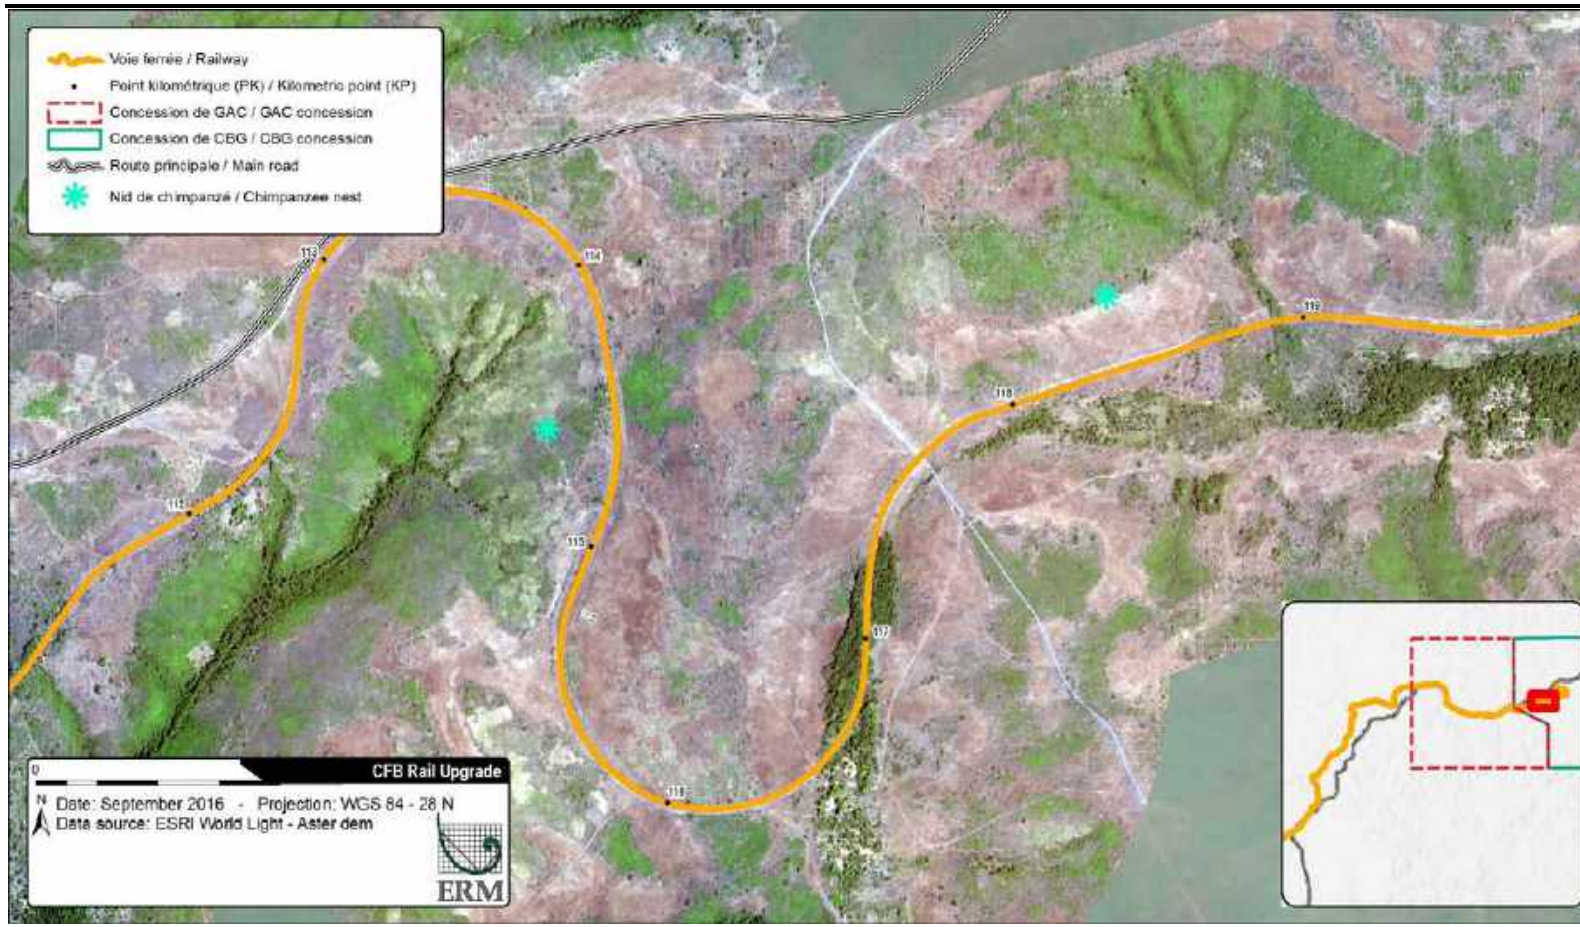 Voie ferrée / Railway
Point kilométrique (PK) / Kilometric point (KP)
Concession de GAC / GAC concession
Concession de CBG / CBG concession
Route principale / Main road
Nid de chimpanzé / Chimpanzee nest
113
114
119
118
112
115
117
116
0
CFB Rail Upgrade
N
Date: September 2016 - Projection: WGS 84 - 28 N
Data source: ESRI World Light - Aster dem
ERM